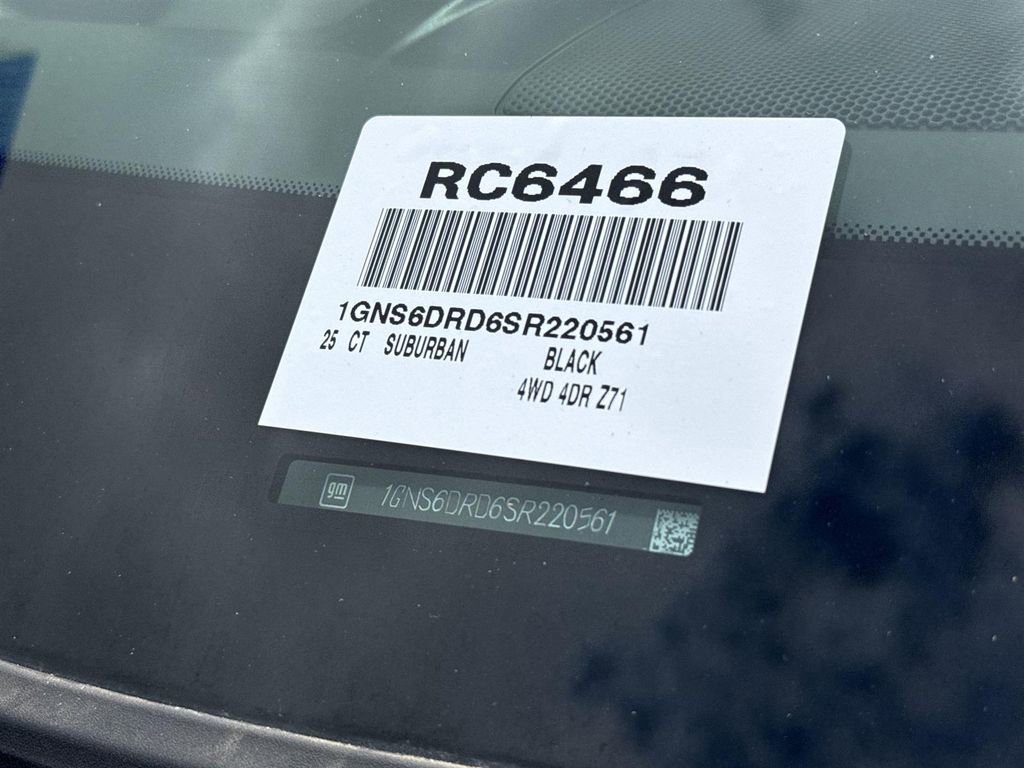 RC6466
1GNS6DRD6SR220561
25 CT SUBURBAN BLACK
4WD 4DR Z71
gm 1GNS6DRD6SR220561